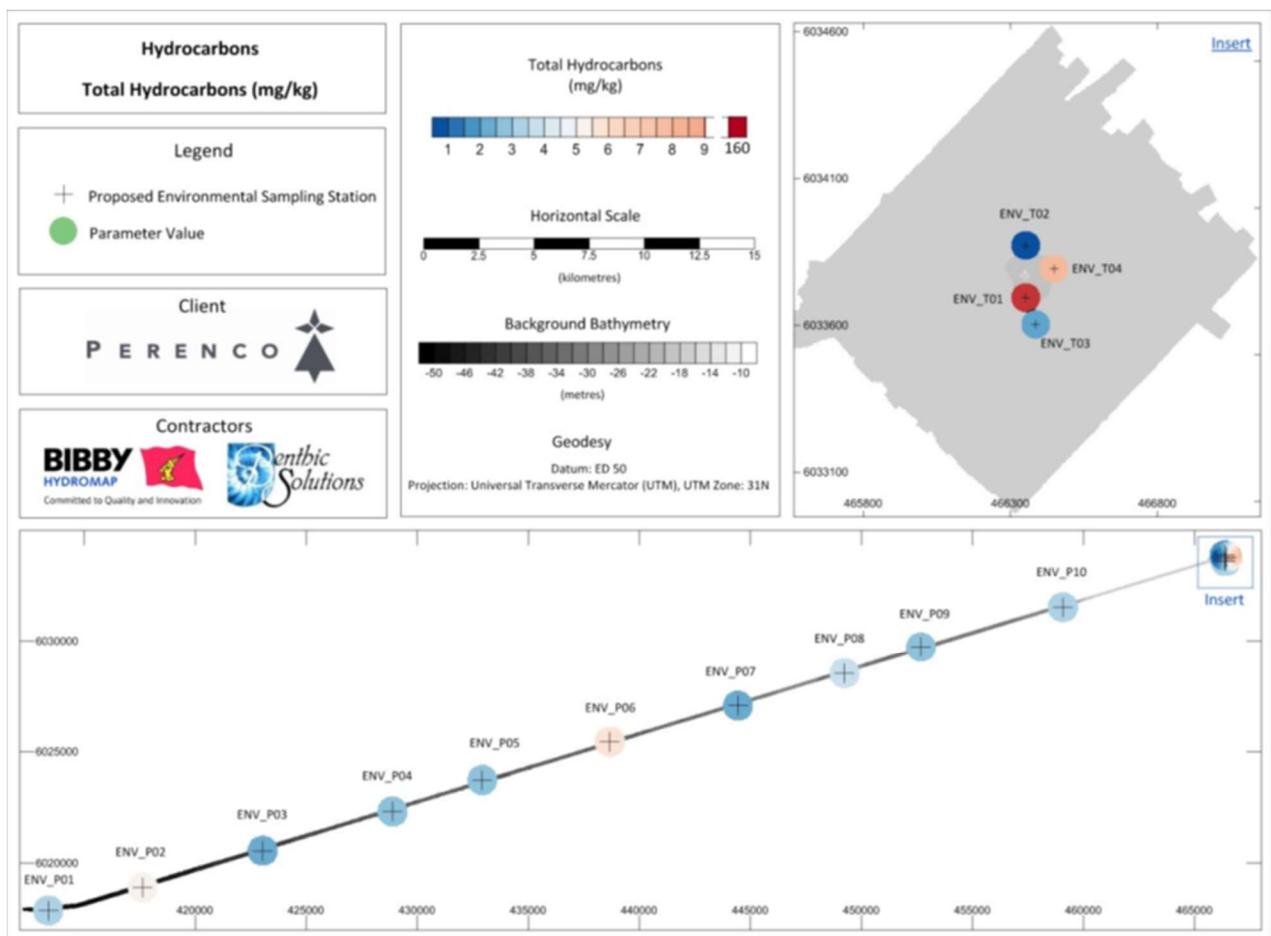 Hydrocarbons
Total Hydrocarbons (mg/kg)
Legend
Proposed Environmental Sampling Station
Parameter Value
Client
PERENCO
Contractors
BIBBY
HYDROMAP
Committed to Quality and Innovation
Benthic
Solutions
Total Hydrocarbons
(mg/kg)
1 2 3 4 5 6 7 8 9 160
Horizontal Scale
0 2.5 5 7.5 10 12.5 15
(kilometres)
Background Bathymetry
-50 -46 -42 -38 -34 -30 -26 -22 -18 -14 -10
(metres)
Geodesy
Datum: ED 50
Projection: Universal Transverse Mercator (UTM), UTM Zone: 31N
6034600
Insert
6034100
ENV_T02
ENV_T04
ENV_T01
6033600
ENV_T03
6033100
465800 466300 466800
ENV_P10
Insert
ENV_P09
6030000
ENV_P08
ENV_P07
ENV_P06
ENV_P05
6025000
ENV_P04
ENV_P03
ENV_P02
6020000
ENV_P01
420000 425000 430000 435000 440000 445000 450000 455000 460000 465000